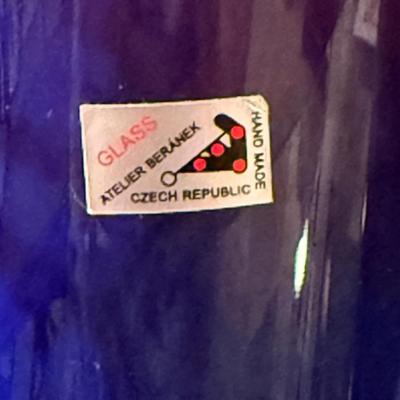 GLASS
ATELIER BERÁNEK
CZECH REPUBLIC
HAND MADE